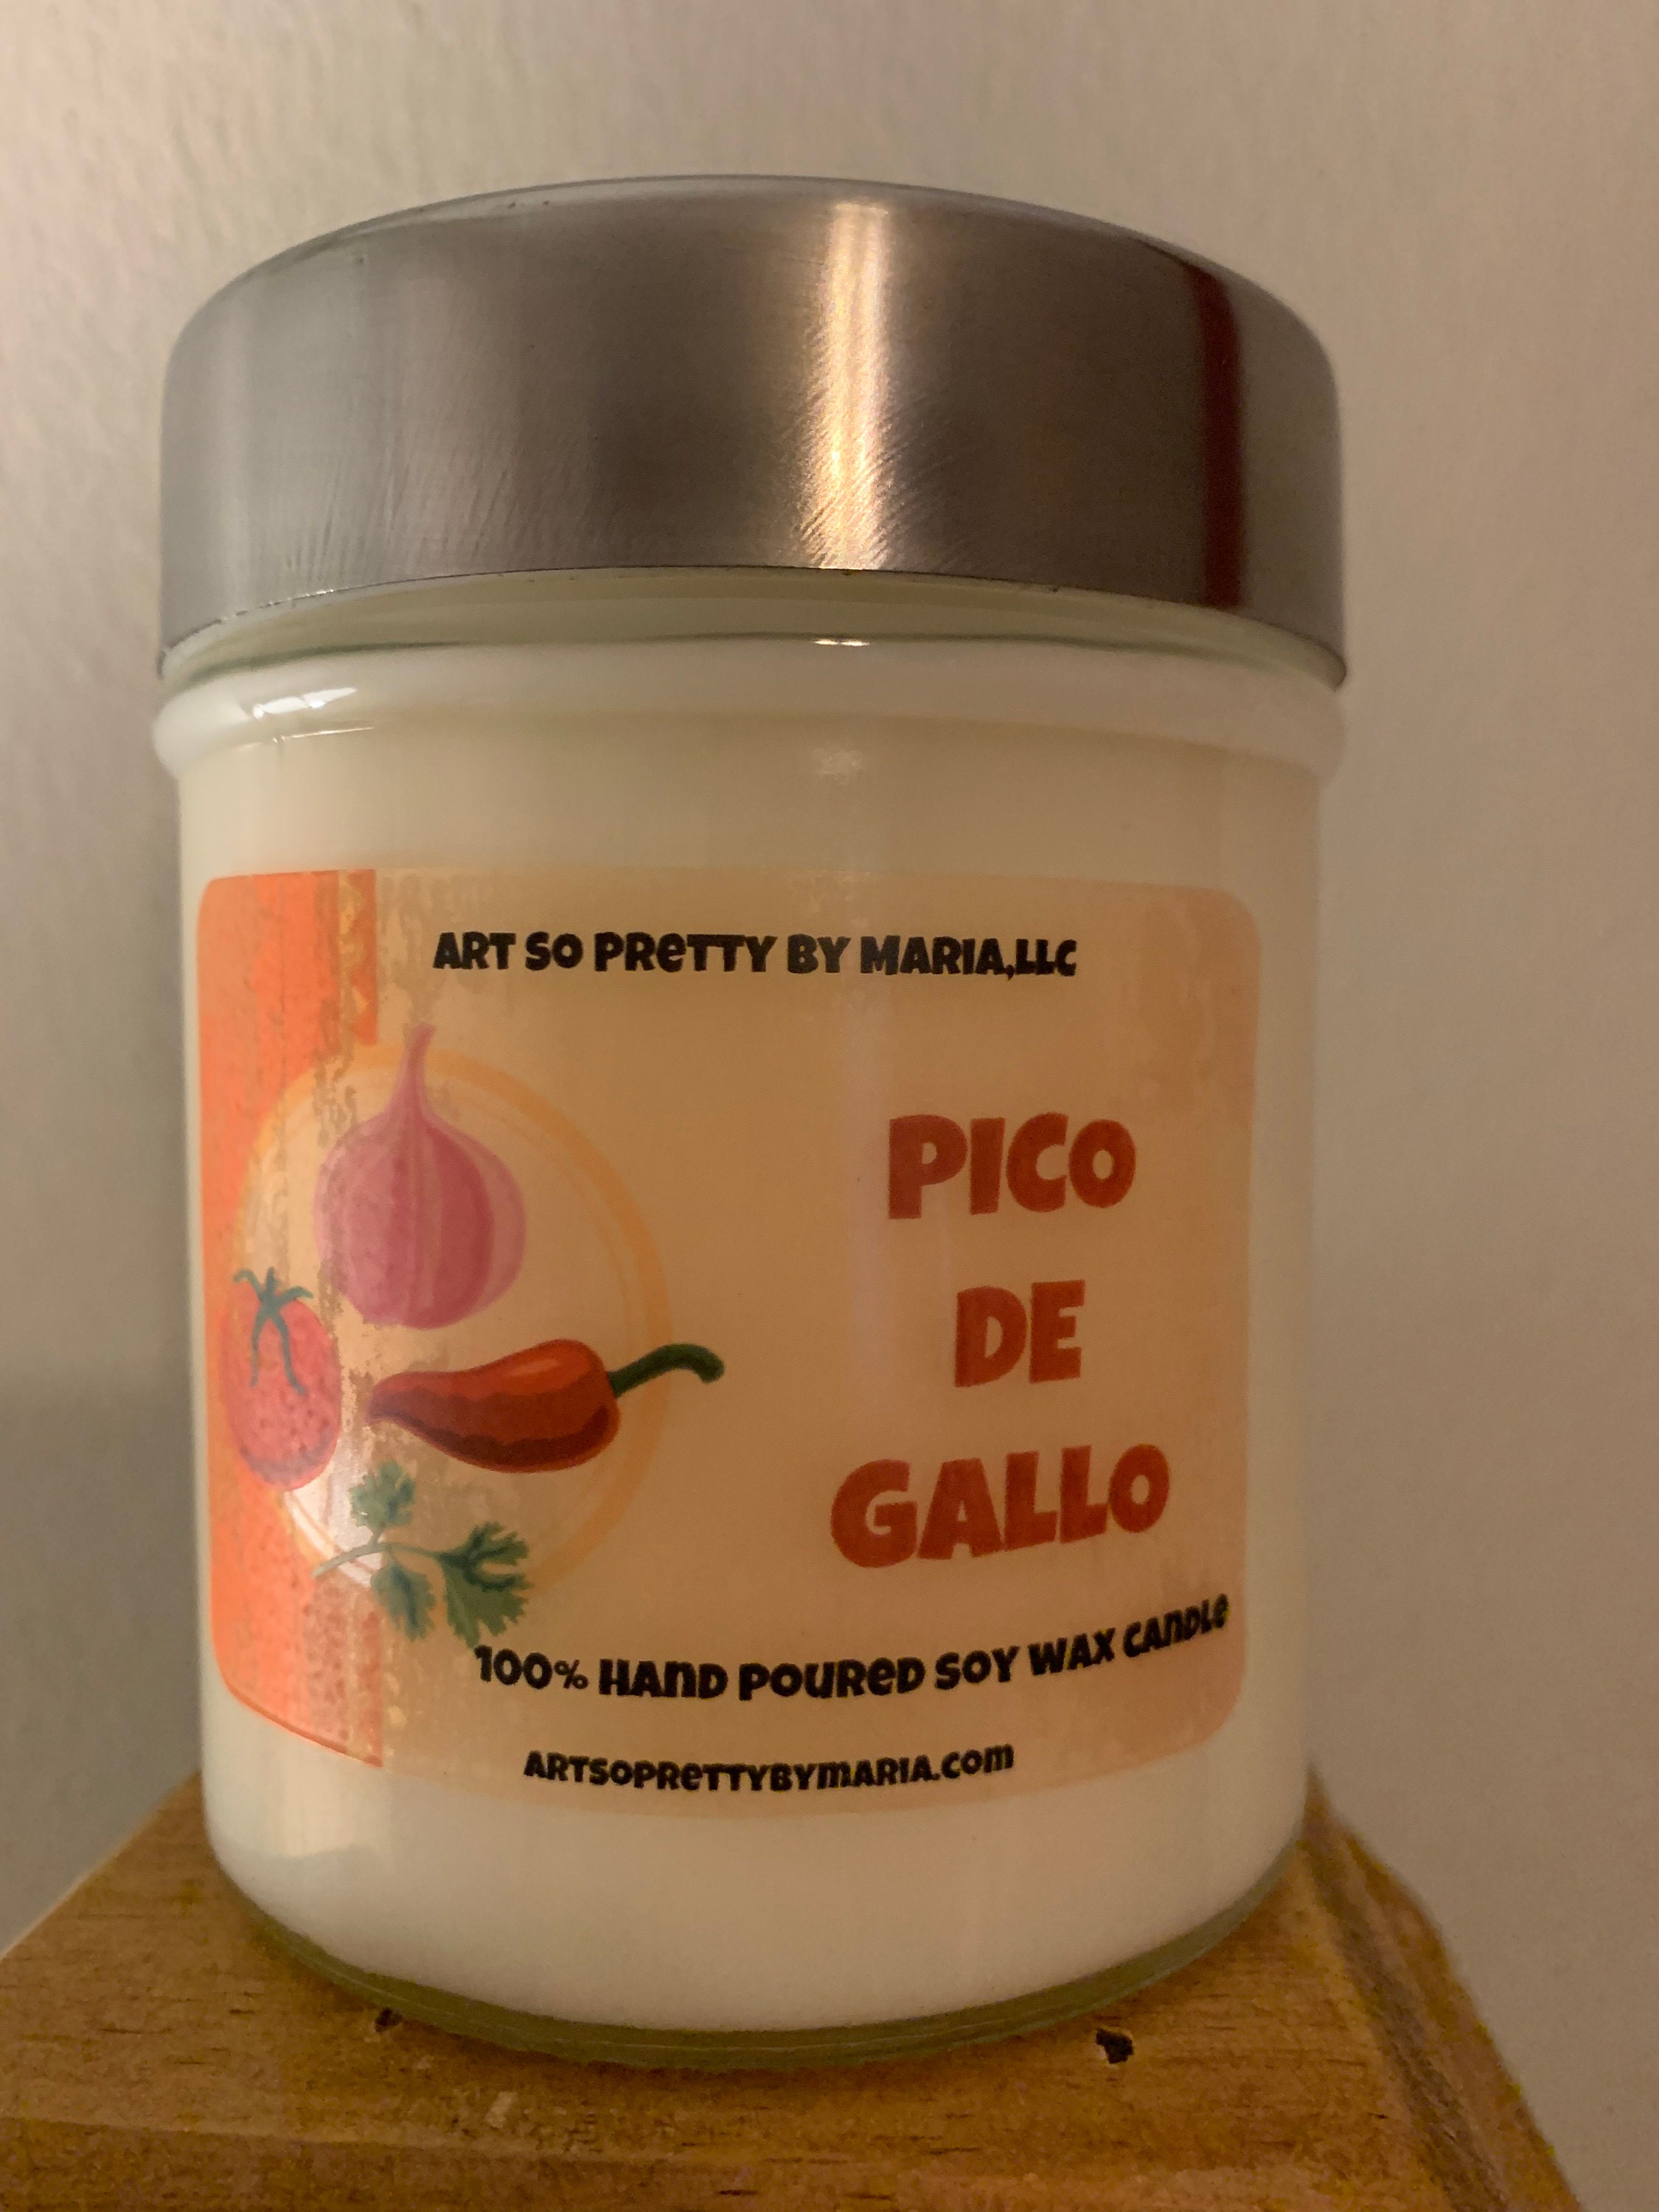 ART SO PRETTY BY MARIA,LLC
PICO
DE
GALLO
100% HAND POURED SOY WAX CANDLE
ARTSOPRETTYBYMARIA.COM